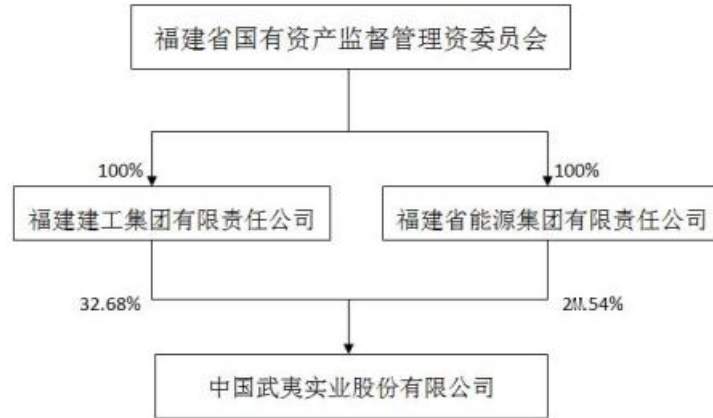 福建省国有资产监督管理资委员会
100%
100%
福建建工集团有限责任公司
福建省能源集团有限责任公司
32.68%
中国武夷实业股份有限公司